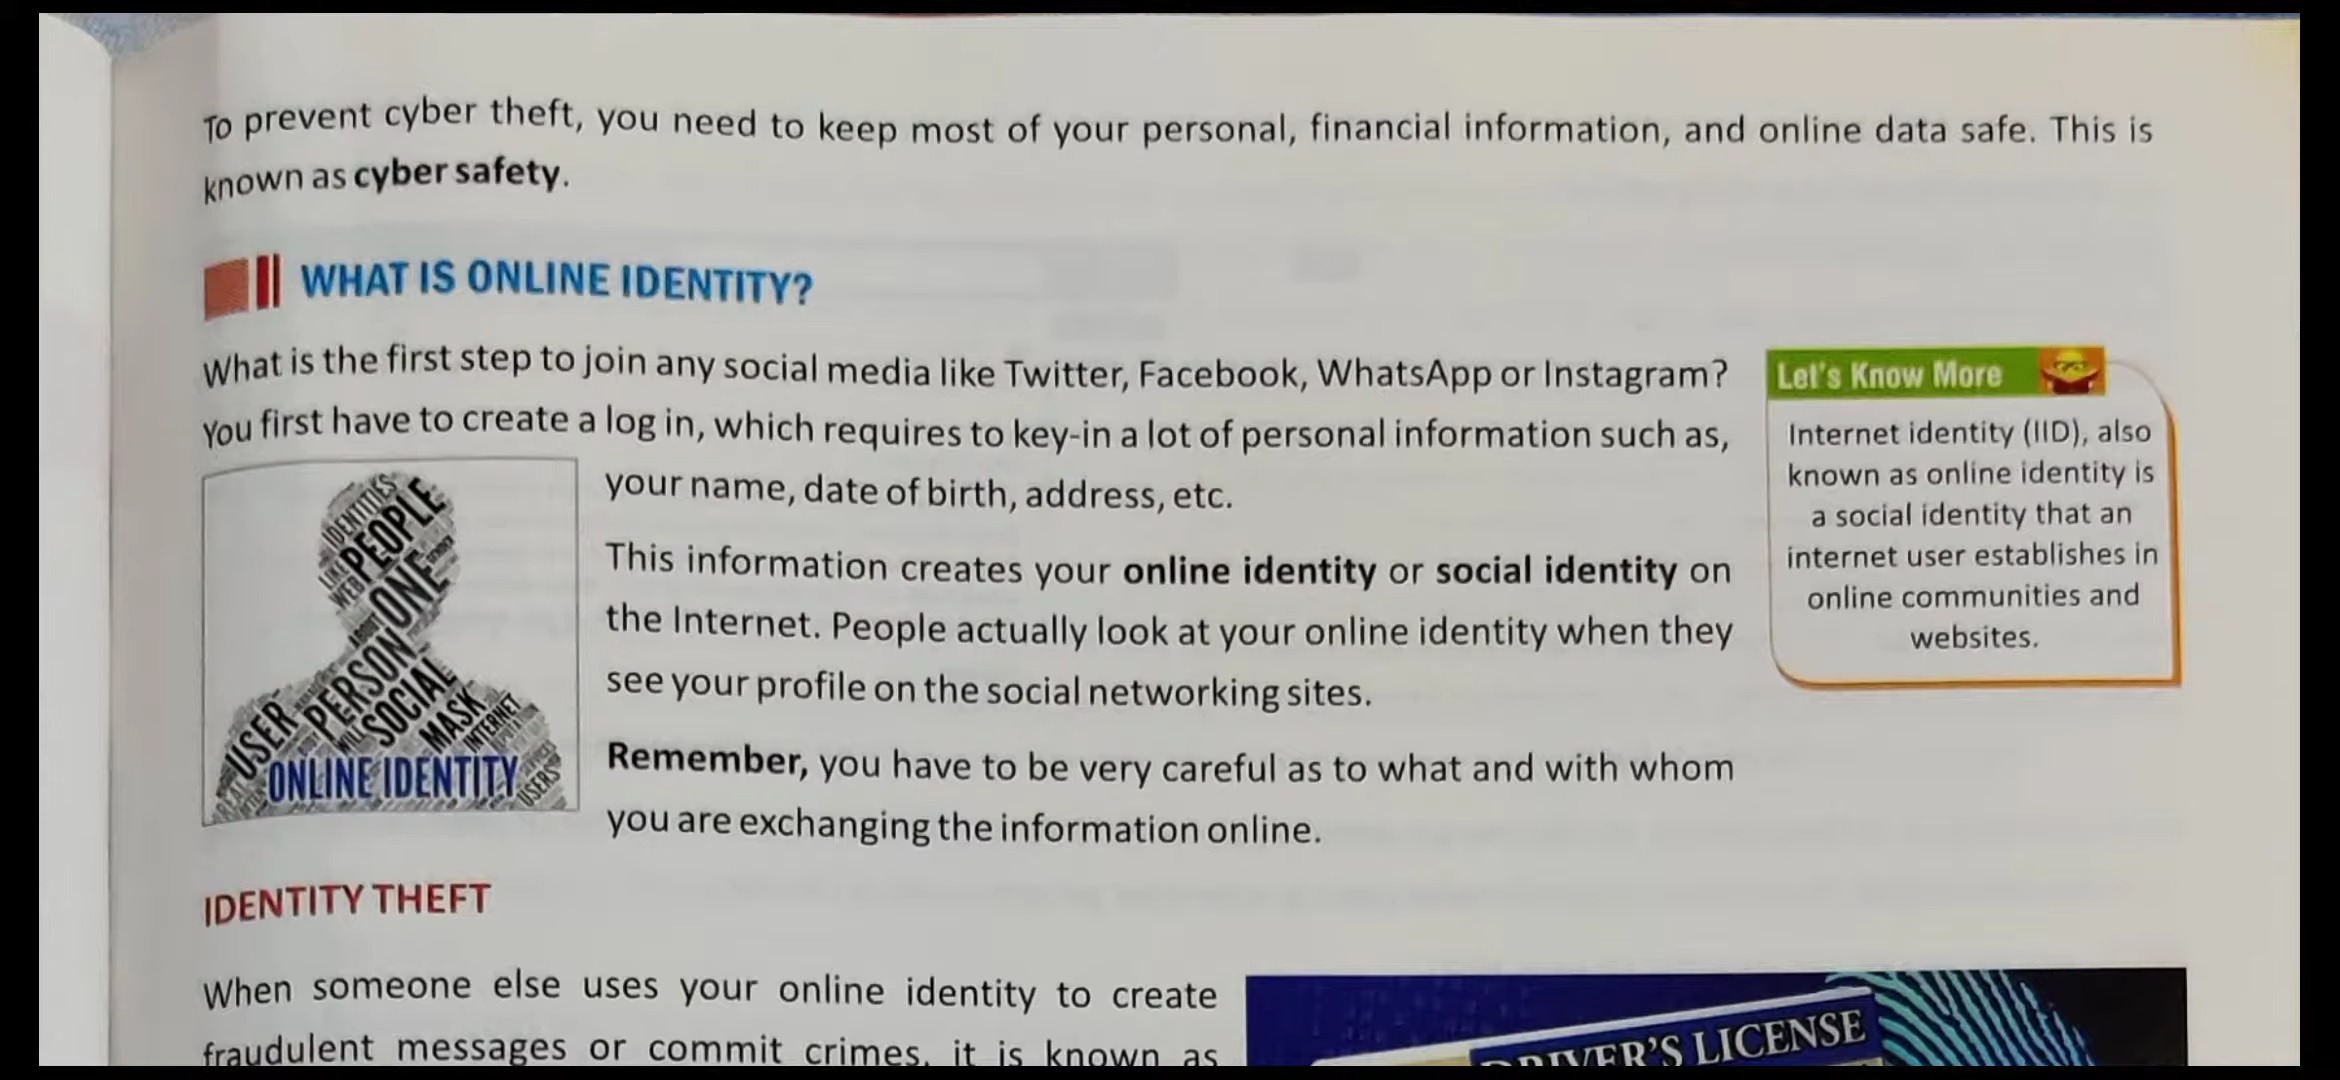 To prevent cyber theft, you need to keep most of your personal, financial information, and online data safe. This is
known as cyber safety.
WHAT IS ONLINE IDENTITY?
What is the first step to join any social media like Twitter, Facebook, WhatsApp or Instagram?
You first have to create a log in, which requires to key-in a lot of personal information such as,
your name, date of birth, address, etc.
This information creates your online identity or social identity on
the Internet. People actually look at your online identity when they
see your profile on the social networking sites.
Remember, you have to be very careful as to what and with whom
you are exchanging the information online.
IDENTITIES
PEOPLE
LIKE
WEB
ONE
ABOUT
PERSON
USER
WILL
SOCIAL
MASK
INTERNET
USERS
ONLINE IDENTITY
Let's Know More
Internet identity (IID), also
known as online identity is
a social identity that an
internet user establishes in
online communities and
websites.
IDENTITY THEFT
When someone else uses your online identity to create
fraudulent messages or commit crimes, it is known as
DRIVER'S LICENSE